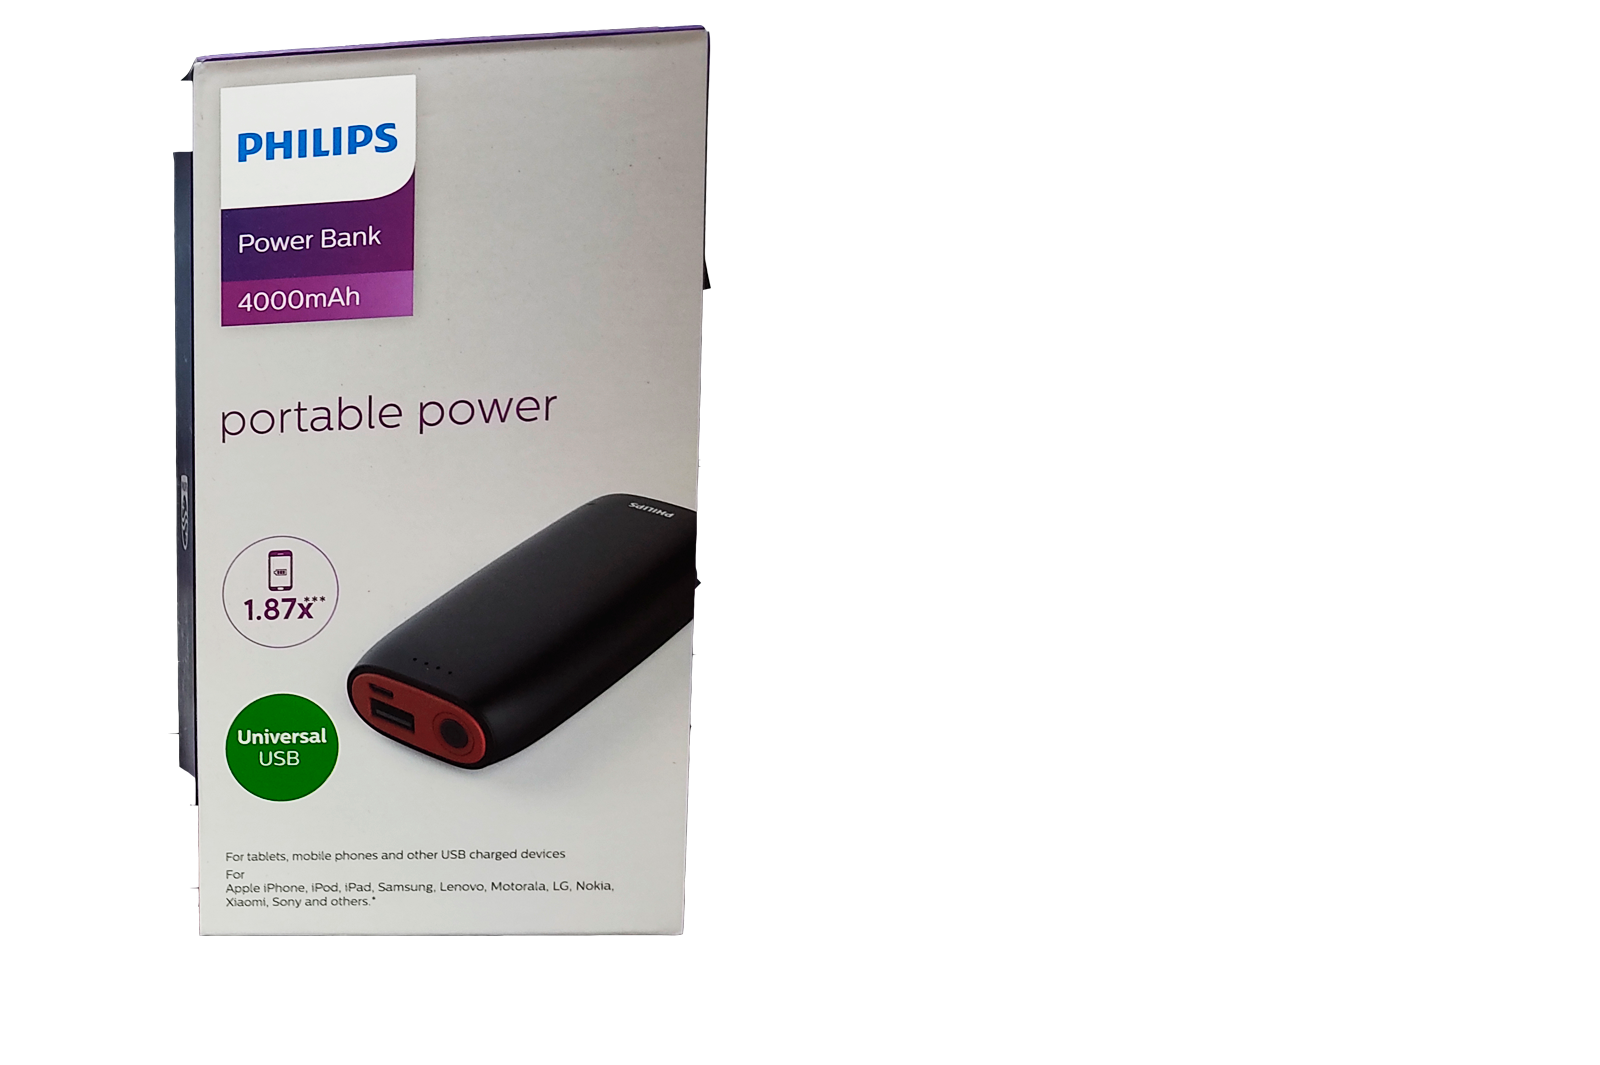 PHILIPS
Power Bank
4000mAh
portable power
PHILIPS
1.87x***
Universal
USB
For tablets, mobile phones and other USB charged devices
For
Apple iPhone, iPod, iPad, Samsung, Lenovo, Motorala, LG, Nokia,
Xiaomi, Sony and others.*